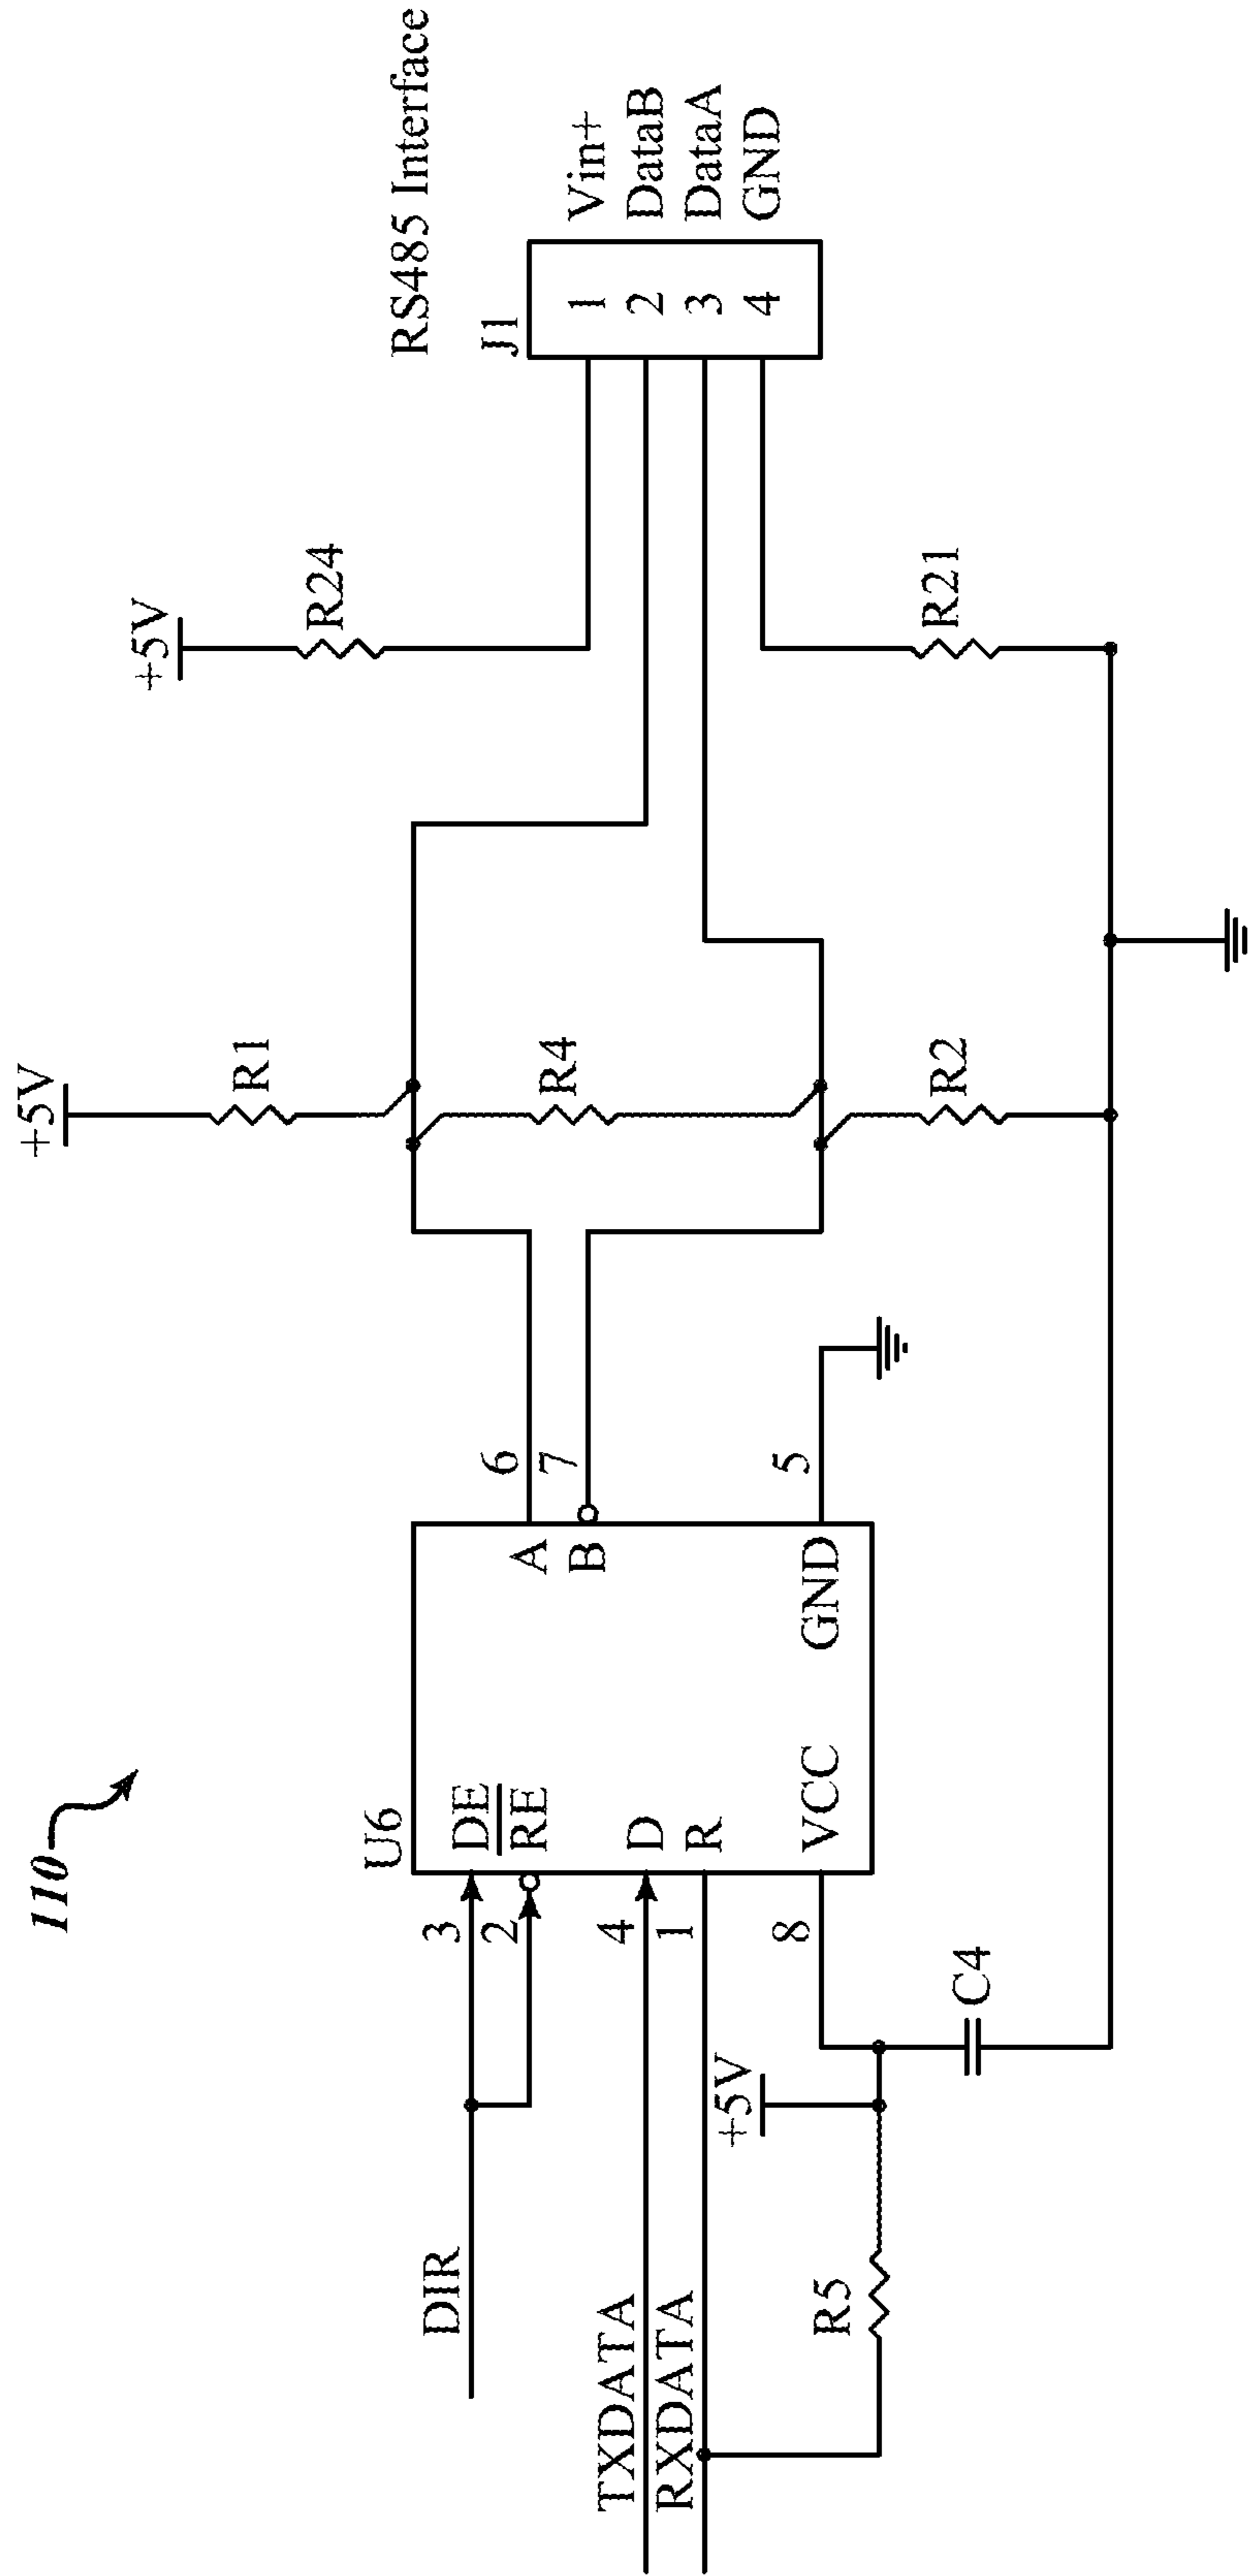 110
+5V
+5V
RS485 Interface
R1
R24
J1
U6
DIR
3
DE
2
RE
A
6
B
7
R4
1
Vin+
2
DataB
3
DataA
4
GND
TXDATA
4
D
RXDATA
1
R
+5V
8
VCC
GND
5
R5
C4
R2
R21